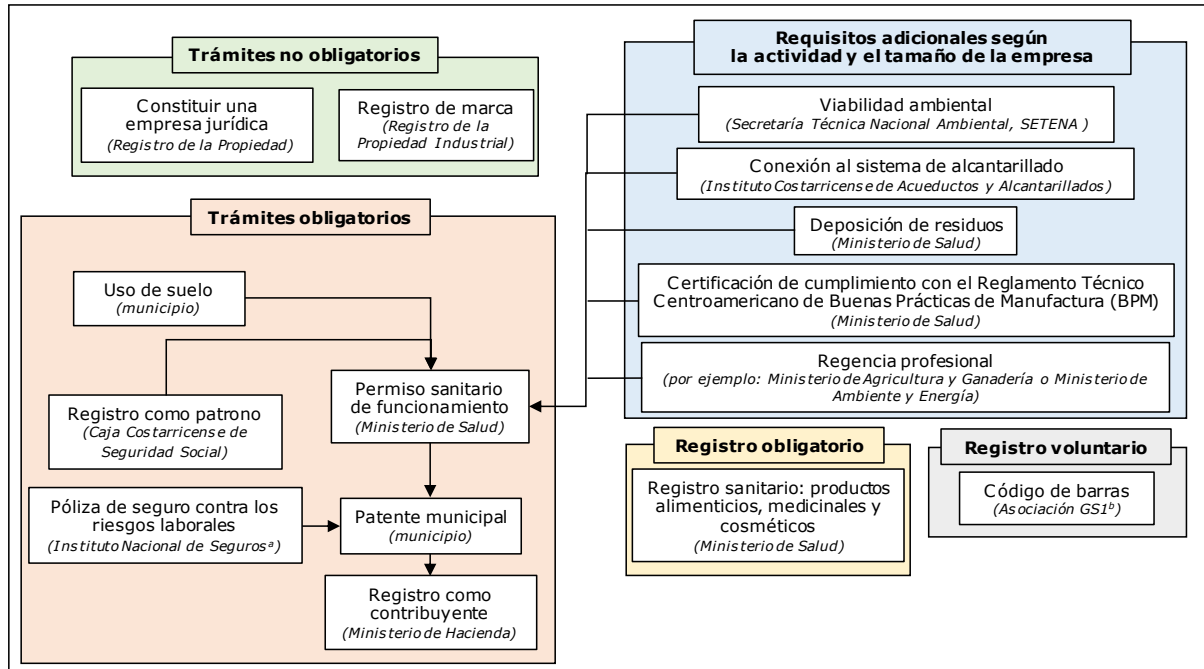 Trámites no obligatorios
Constituir una
empresa jurídica
(Registro de la Propiedad)
Registro de marca
(Registro de la
Propiedad Industrial)
Trámites obligatorios
Uso de suelo
(municipio)
Registro como patrono
(Caja Costarricense de
Seguridad Social)
Permiso sanitario
de funcionamiento
(Ministerio de Salud)
Póliza de seguro contra los
riesgos laborales
(Instituto Nacional de Segurosᵃ)
Patente municipal
(municipio)
Registro como
contribuyente
(Ministerio de Hacienda)
Requisitos adicionales según
la actividad y el tamaño de la empresa
Viabilidad ambiental
(Secretaría Técnica Nacional Ambiental, SETENA )
Conexión al sistema de alcantarillado
(Instituto Costarricense de Acueductos y Alcantarillados)
Deposición de residuos
(Ministerio de Salud)
Certificación de cumplimiento con el Reglamento Técnico
Centroamericano de Buenas Prácticas de Manufactura (BPM)
(Ministerio de Salud)
Regencia profesional
(por ejemplo: Ministerio de Agricultura y Ganadería o Ministerio de
Ambiente y Energía)
Registro obligatorio
Registro sanitario: productos
alimenticios, medicinales y
cosméticos
(Ministerio de Salud)
Registro voluntario
Código de barras
(Asociación GS1ᵇ)